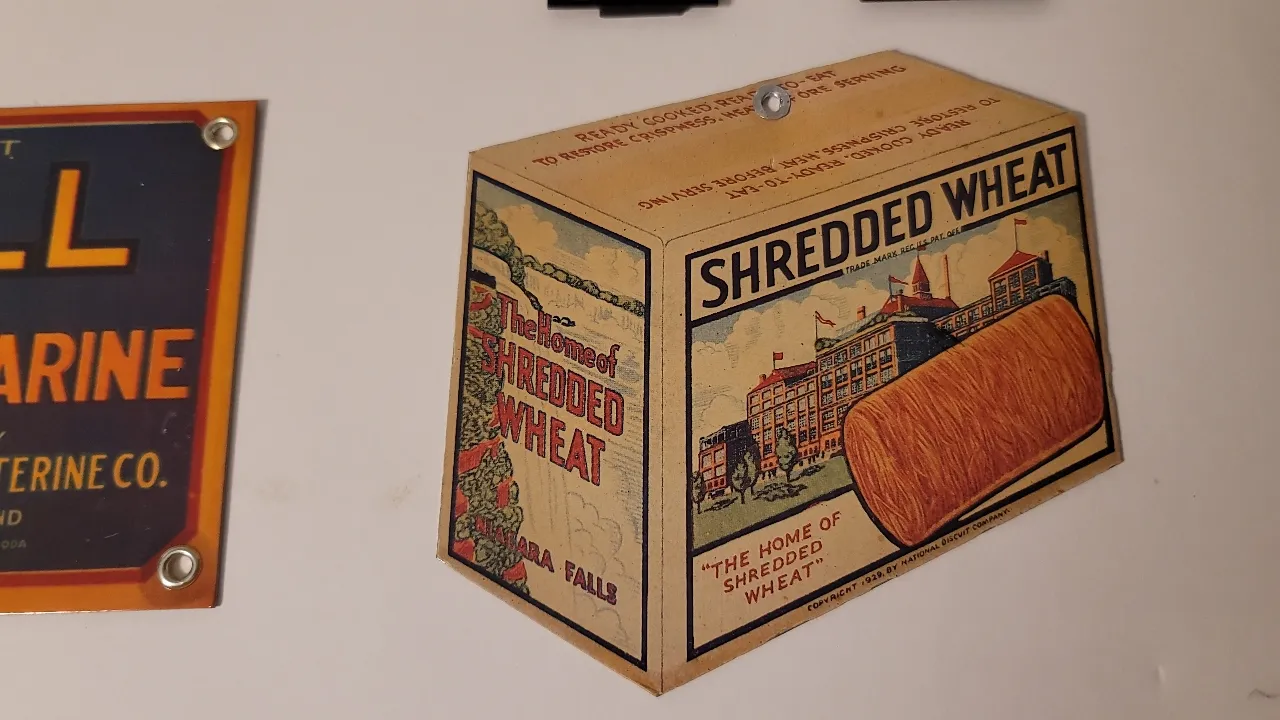 T
LL
ARINE
TERINE CO.
ND
ODA
READY COOKED, READY-TO-EAT
TO RESTORE CRISPNESS, HEAT BEFORE SERVING
READY COOKED, READY-TO-EAT
TO RESTORE CRISPNESS, HEAT BEFORE SERVING
The Home of
SHREDDED
WHEAT
NIAGARA FALLS
SHREDDED WHEAT
TRADE MARK REG. U.S. PAT. OFF.
"THE HOME OF
SHREDDED
WHEAT"
COPYRIGHT 1929, BY NATIONAL BISCUIT COMPANY